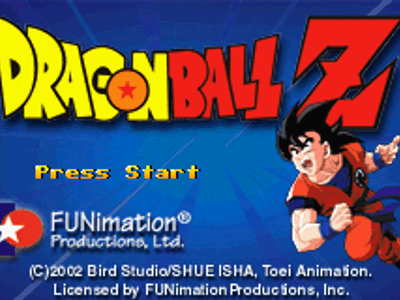 DRAGON BALL Z
Press Start
FUNimation®
Productions, Ltd.
(C)2002 Bird Studio/SHUE ISHA, Toei Animation.
Licensed by FUNimation Productions, Inc.